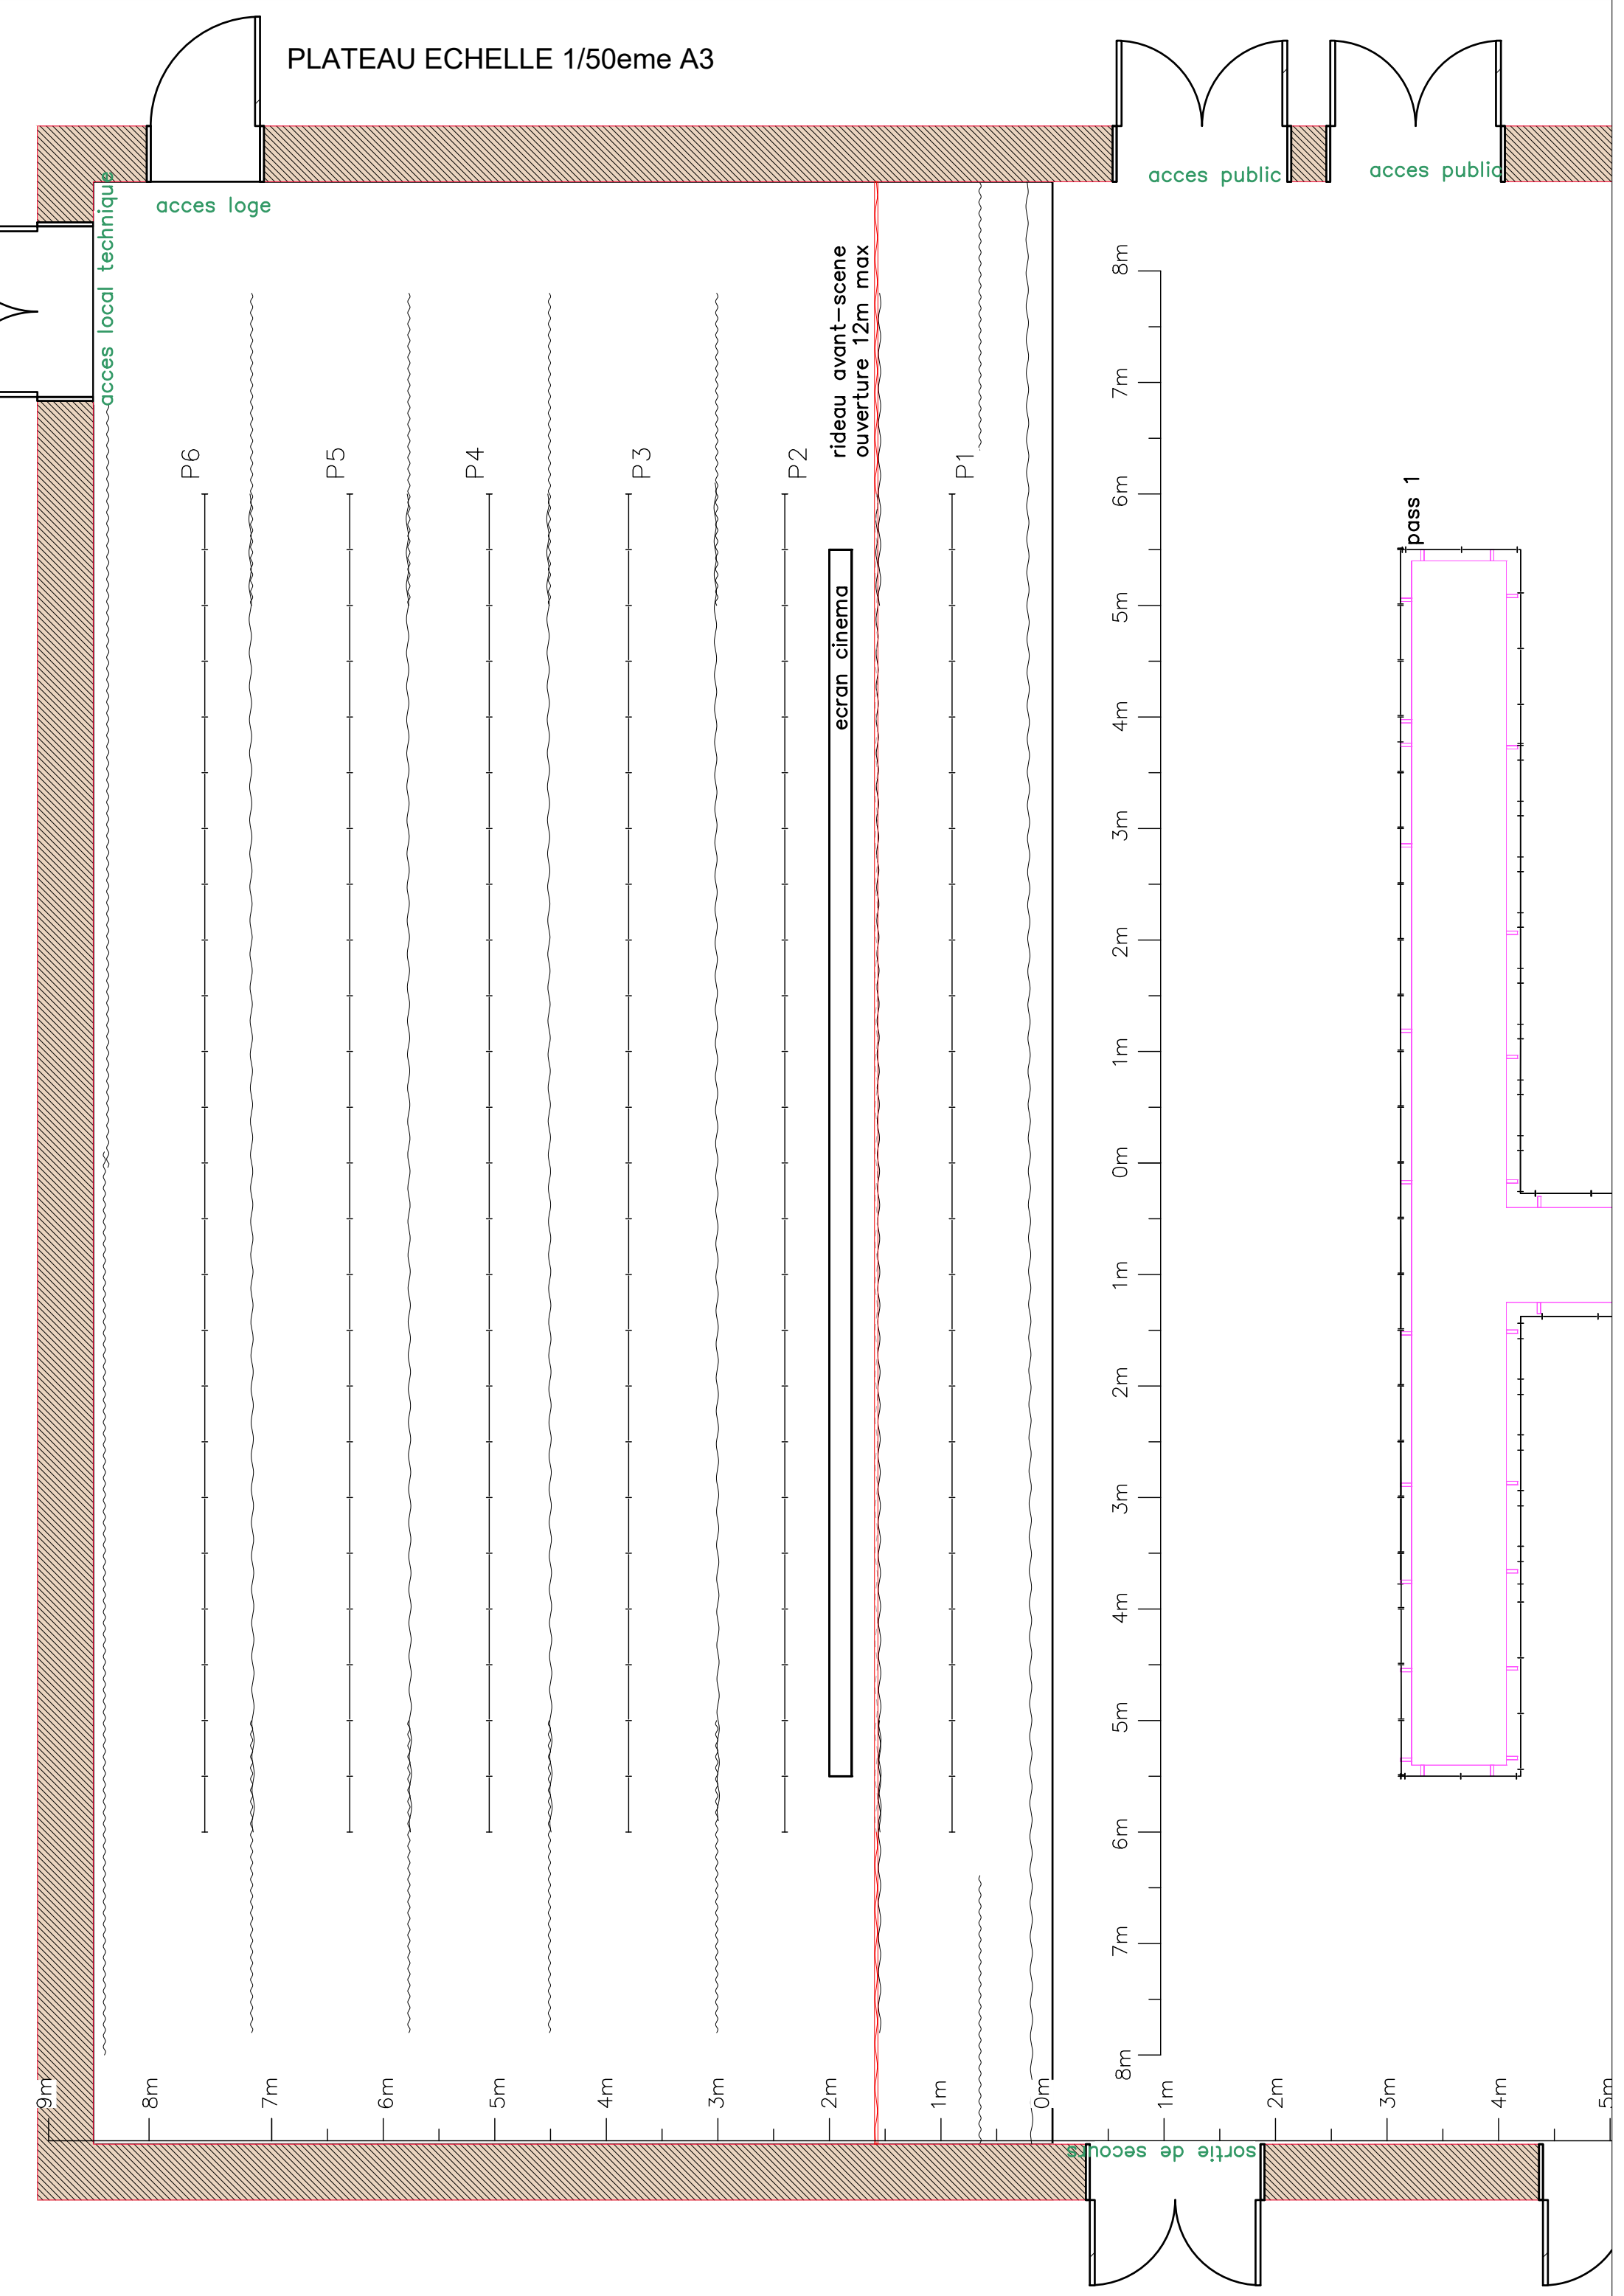 PLATEAU ECHELLE 1/50eme A3
acces public
acces public
acces loge
acces local technique
rideau avant-scene
ouverture 12m max
P6
P5
P4
P3
P2
P1
pass 1
ecran cinema
8m
7m
6m
5m
4m
3m
2m
1m
0m
1m
2m
3m
4m
5m
6m
7m
8m
9m
8m
7m
6m
5m
4m
3m
2m
1m
0m
1m
2m
3m
4m
5m
sortie de secours